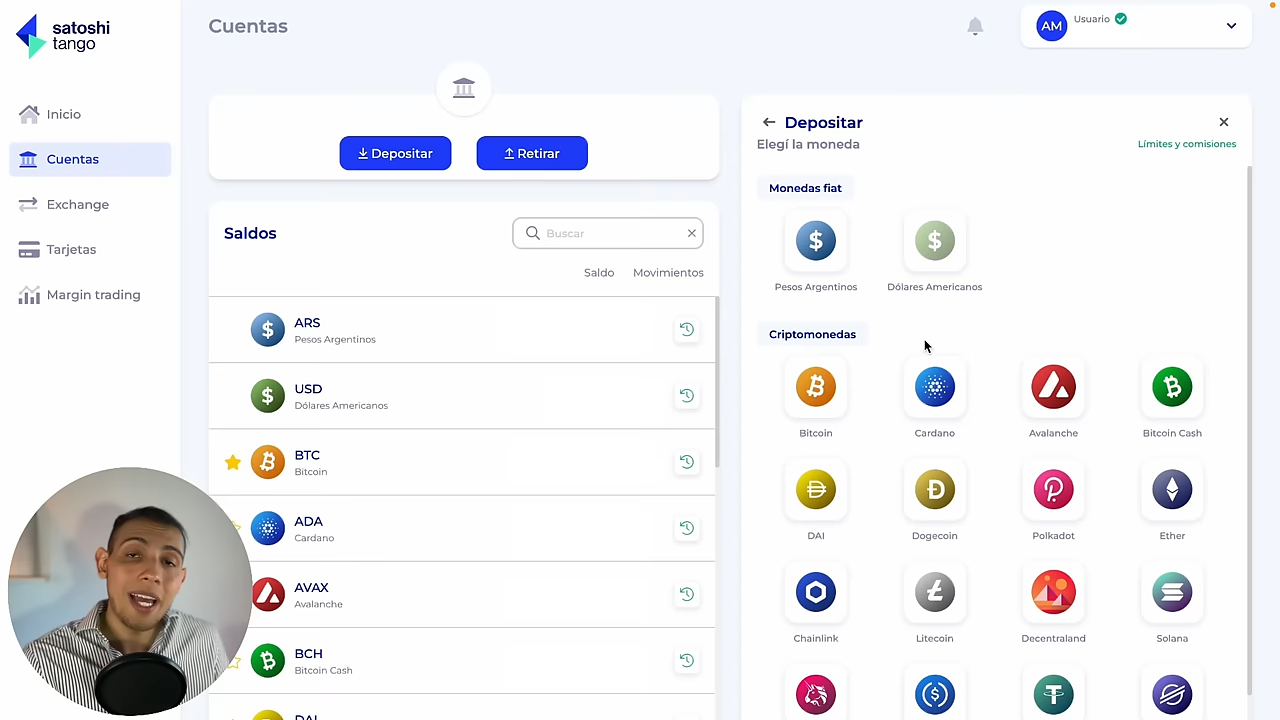 satoshi
tango
Cuentas
AM
Usuario
Inicio
Cuentas
Exchange
Tarjetas
Margin trading
Depositar
Retirar
Saldos
Buscar
Saldo
Movimientos
ARS
Pesos Argentinos
USD
Dólares Americanos
BTC
Bitcoin
ADA
Cardano
AVAX
Avalanche
BCH
Bitcoin Cash
DAI
Depositar
Elegí la moneda
Límites y comisiones
Monedas fiat
Pesos Argentinos
Dólares Americanos
Criptomonedas
Bitcoin
Cardano
Avalanche
Bitcoin Cash
DAI
Dogecoin
Polkadot
Ether
Chainlink
Litecoin
Decentraland
Solana